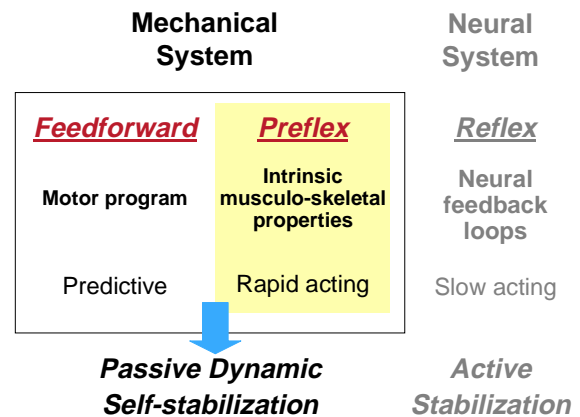 Mechanical
System
Neural
System
Feedforward
Preflex
Reflex
Motor program
Intrinsic
musculo-skeletal
properties
Neural
feedback
loops
Predictive
Rapid acting
Slow acting
Passive Dynamic
Self-stabilization
Active
Stabilization